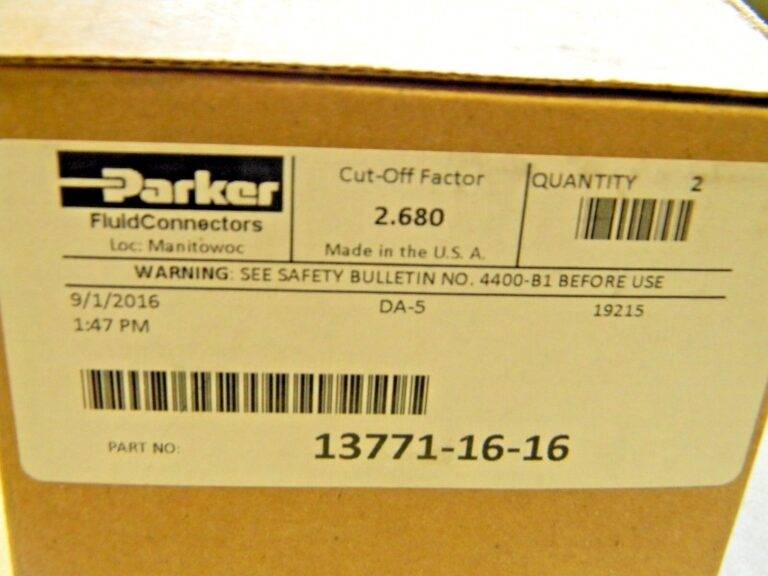 Parker
FluidConnectors
Loc: Manitowoc
Cut-Off Factor
2.680
Made in the U.S.A.
QUANTITY 2
WARNING: SEE SAFETY BULLETIN NO. 4400-B1 BEFORE USE
9/1/2016 DA-5 19215
1:47 PM
PART NO: 13771-16-16